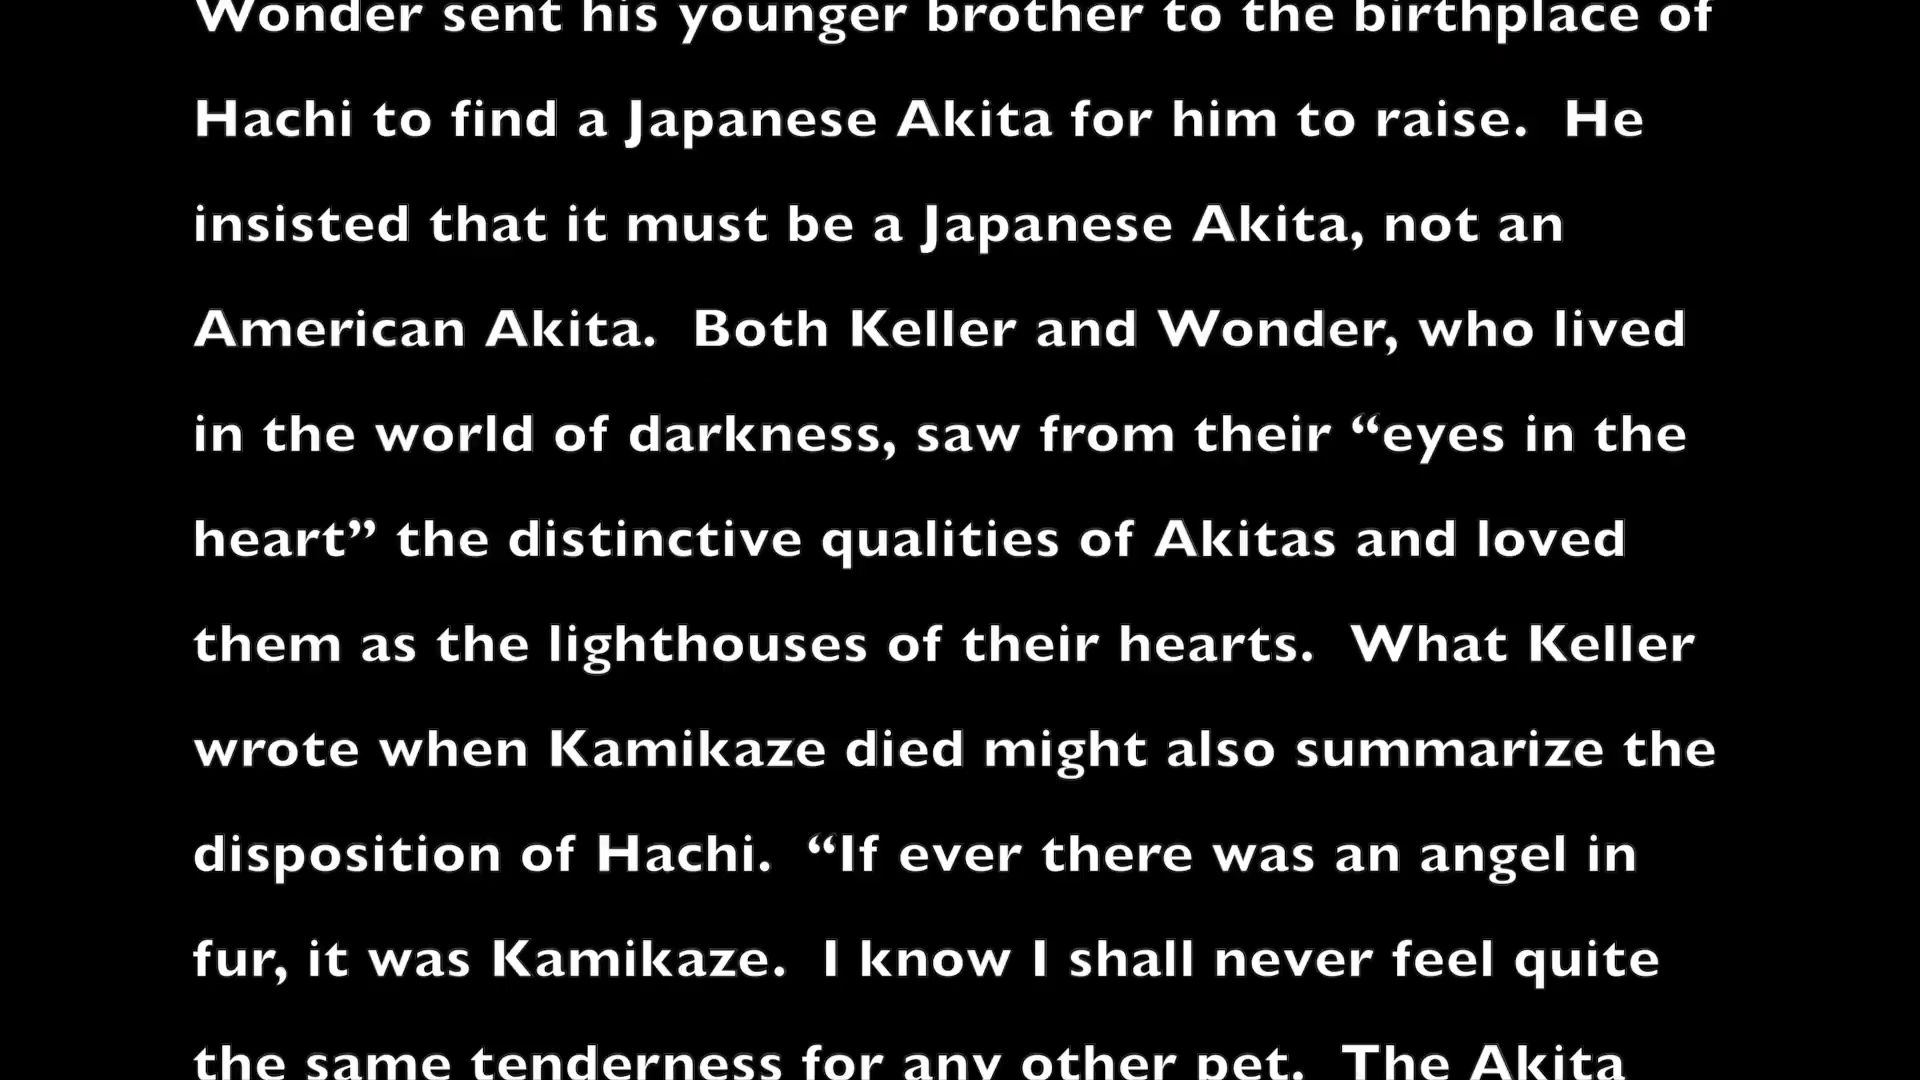 Wonder sent his younger brother to the birthplace of
Hachi to find a Japanese Akita for him to raise.  He
insisted that it must be a Japanese Akita, not an
American Akita.  Both Keller and Wonder, who lived
in the world of darkness, saw from their “eyes in the
heart” the distinctive qualities of Akitas and loved
them as the lighthouses of their hearts.  What Keller
wrote when Kamikaze died might also summarize the
disposition of Hachi.  “If ever there was an angel in
fur, it was Kamikaze.  I know I shall never feel quite
the same tenderness for any other pet.  The Akita